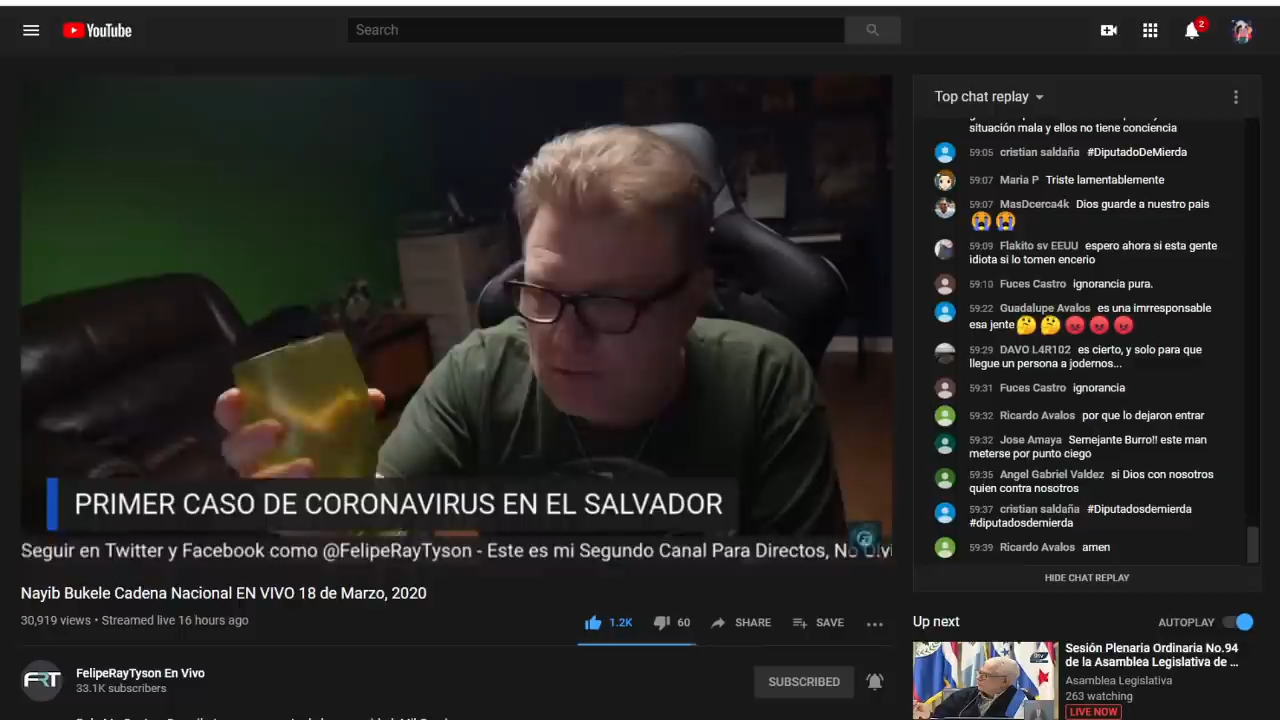 YouTube
Search
2
PRIMER CASO DE CORONAVIRUS EN EL SALVADOR
Seguir en Twitter y Facebook como @FelipeRayTyson - Este es mi Segundo Canal Para Directos, No
Nayib Bukele Cadena Nacional EN VIVO 18 de Marzo, 2020
30,919 views • Streamed live 16 hours ago
1.2K
60
SHARE
SAVE
FRT
FelipeRayTyson En Vivo
33.1K subscribers
SUBSCRIBED
Top chat replay
situación mala y ellos no tiene conciencia
59:05 cristian saldaña #DiputadoDeMierda
59:07 Maria P Triste lamentablemente
59:07 MasDcerca4k Dios guarde a nuestro pais
😭😭
59:09 Flakito sv EEUU espero ahora si esta gente
idiota si lo tomen encerio
59:10 Fuces Castro ignorancia pura.
59:22 Guadalupe Avalos es una imrresponsable
esa jente🤔🤔😡😡😡
59:29 DAVO L4R102 es cierto, y solo para que
llegue un persona a jodernos...
59:31 Fuces Castro ignorancia
59:32 Ricardo Avalos por que lo dejaron entrar
59:32 Jose Amaya Semejante Burro!! este man
meterse por punto ciego
59:35 Angel Gabriel Valdez si Dios con nosotros
quien contra nosotros
59:37 cristian saldaña #Diputadosdemierda
#diputadosdemierda
59:39 Ricardo Avalos amen
HIDE CHAT REPLAY
Up next
AUTOPLAY
Sesión Plenaria Ordinaria No.94
de la Asamblea Legislativa de ...
Asamblea Legislativa
263 watching
LIVE NOW